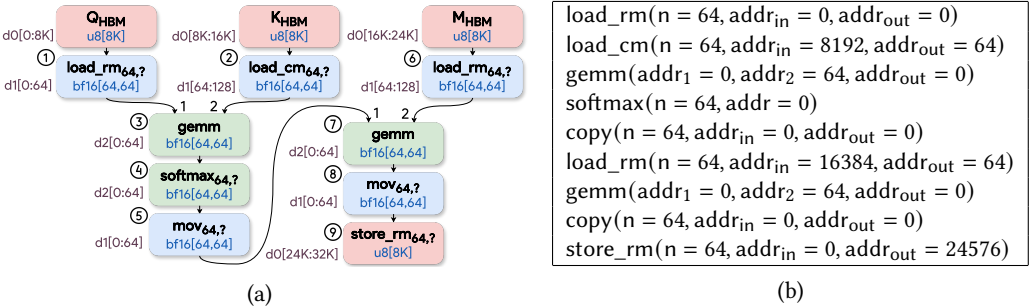 Q_HBM
u8[8K]
d0[0:8K]
K_HBM
u8[8K]
d0[8K:16K]
M_HBM
u8[8K]
d0[16K:24K]
① load_rm_64,?
bf16[64,64]
d1[0:64]
② load_cm_64,?
bf16[64,64]
d1[64:128]
⑥ load_rm_64,?
bf16[64,64]
d1[64:128]
1 2
③ gemm
bf16[64,64]
d2[0:64]
④ softmax_64,?
bf16[64,64]
d2[0:64]
⑤ mov_64,?
bf16[64,64]
d1[0:64]
1 2
⑦ gemm
bf16[64,64]
d2[0:64]
⑧ mov_64,?
bf16[64,64]
d1[0:64]
⑨ store_rm_64,?
u8[8K]
d0[24K:32K]
(a)
load_rm(n = 64, addr_in = 0, addr_out = 0)
load_cm(n = 64, addr_in = 8192, addr_out = 64)
gemm(addr_1 = 0, addr_2 = 64, addr_out = 0)
softmax(n = 64, addr = 0)
copy(n = 64, addr_in = 0, addr_out = 0)
load_rm(n = 64, addr_in = 16384, addr_out = 64)
gemm(addr_1 = 0, addr_2 = 64, addr_out = 0)
copy(n = 64, addr_in = 0, addr_out = 0)
store_rm(n = 64, addr_in = 0, addr_out = 24576)
(b)